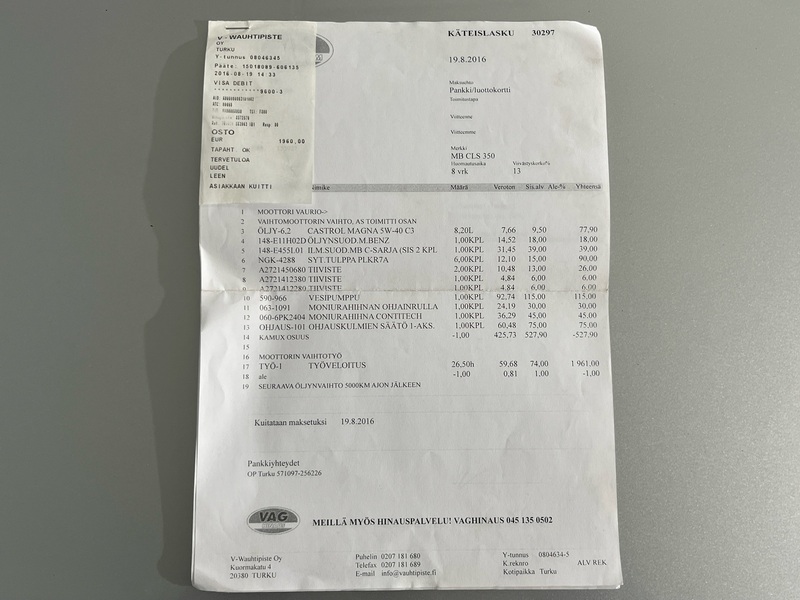 V-WAUHTIPISTE
OY
TURKU
Y-tunnus 08046345
Pääte: 15018089-606135
2016-08-19 14:33
VISA DEBIT
************9600-3
OSTO
EUR 1960,00
TAPAHT. OK
TERVETULOA
UUDEL
LEEN
ASIAKKAAN KUITTI
KÄTEISLASKU 30297
19.8.2016
Maksuehto
Pankki/luottokortti
Toimitustapa
Viitteenne
Viitteemme
Merkki
MB CLS 350
Huomautusaika Viivästyskorko%
8 vrk 13
Nimike Määrä Veroton Sis.alv Ale-% Yhteensä
1 MOOTTORI VAURIO->
2 VAIHTOMOOTTORIN VAIHTO, AS TOIMITTI OSAN
3 ÖLJY-6,2 CASTROL MAGNA 5W-40 C3 8,20L 7,66 9,50 77,90
4 148-E11H02D ÖLJYNSUOD.M.BENZ 1,00KPL 14,52 18,00 18,00
5 148-E455L01 ILM.SUOD.MB C-SARJA (SIS 2 KPL 1,00KPL 31,45 39,00 39,00
6 NGK-4288 SYT.TULPPA PLKR7A 6,00KPL 12,10 15,00 90,00
7 A2721450680 TIIVISTE 2,00KPL 10,48 13,00 26,00
8 A2721412380 TIIVISTE 1,00KPL 4,84 6,00 6,00
9 A2721412280 TIIVISTE 1,00KPL 4,84 6,00 6,00
10 590-966 VESIPUMPPU 1,00KPL 92,74 115,00 115,00
11 063-1091 MONIURAHIHNAN OHJAINRULLA 1,00KPL 24,19 30,00 30,00
12 060-6PK2404 MONIURAHIHNA CONTITECH 1,00KPL 36,29 45,00 45,00
13 OHJAUS-101 OHJAUSKULMIEN SÄÄTÖ 1-AKS. 1,00KPL 60,48 75,00 75,00
14 KAMUX OSUUS -1,00 425,73 527,90 -527,90
15
16 MOOTTORIN VAIHTOTYÖ
17 TYÖ-1 TYÖVELOITUS 26,50h 59,68 74,00 1 961,00
18 ale -1,00 0,81 1,00 -1,00
19 SEURAAVA ÖLJYNVAIHTO 5000KM AJON JÄLKEEN
Kuitataan maksetuksi 19.8.2016
Pankkiyhteydet
OP Turku 571097-256226
VAG
MEILLÄ MYÖS HINAUSPALVELU! VAGHINAUS 045 135 0502
V-Wauhtipiste Oy Puhelin 0207 181 680 Y-tunnus 0804634-5
Kuormakatu 4 Telefax 0207 181 689 K.reknro ALV REK
20380 TURKU E-mail info@vauhtipiste.fi Kotipaikka Turku